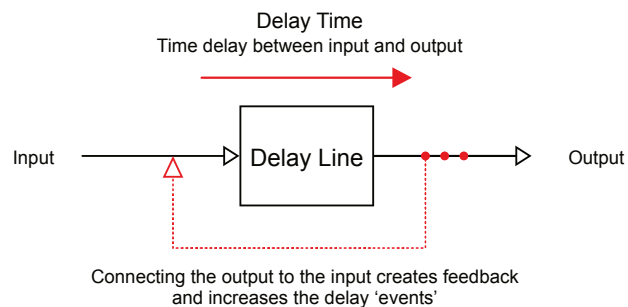 Delay Time
Time delay between input and output
Input
Delay Line
Output
Connecting the output to the input creates feedback
and increases the delay ‘events’